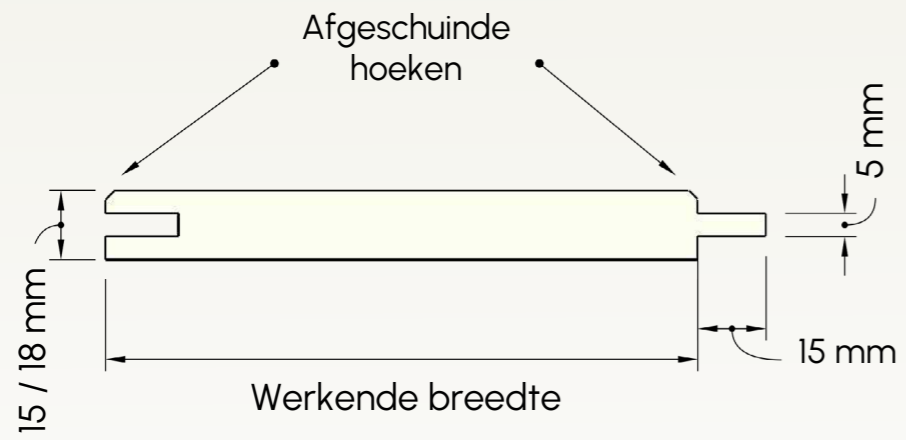 Afgeschuinde
hoeken
5 mm
15 / 18 mm
15 mm
Werkende breedte